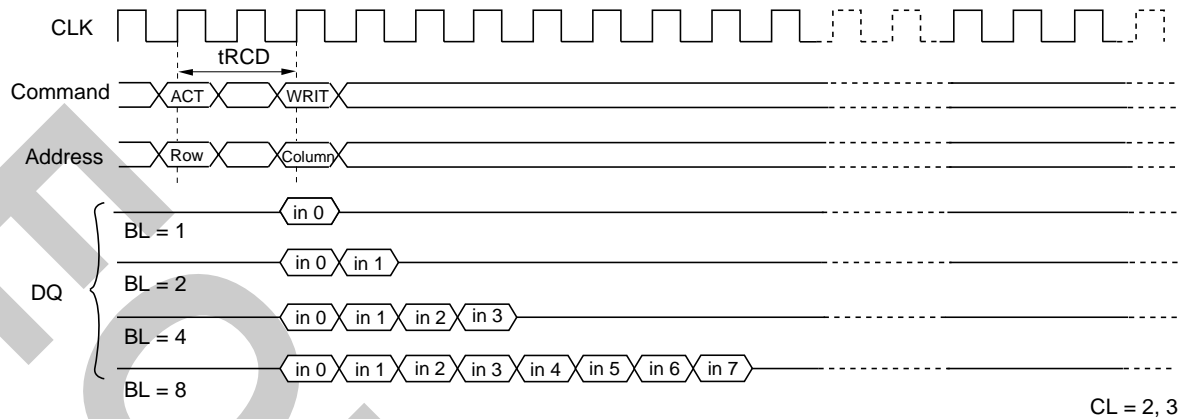 CLK
tRCD
Command ACT WRIT
Address Row Column
in 0
BL = 1
in 0 in 1
BL = 2
DQ
in 0 in 1 in 2 in 3
BL = 4
in 0 in 1 in 2 in 3 in 4 in 5 in 6 in 7
BL = 8
CL = 2, 3